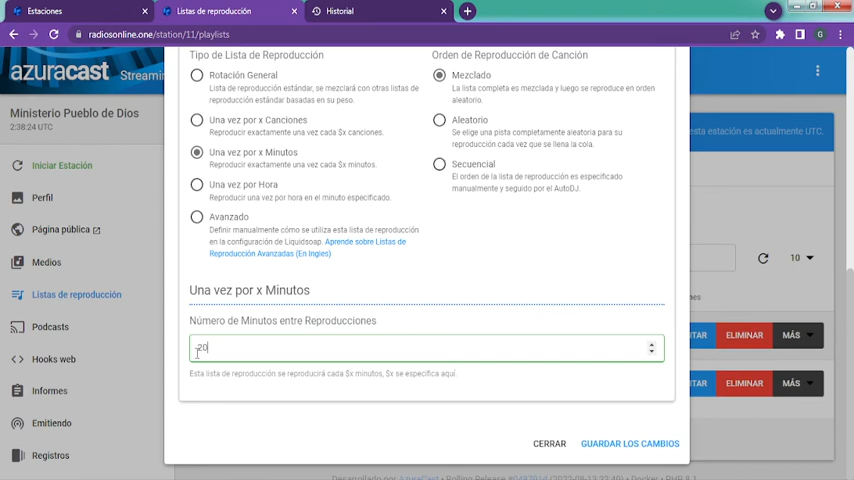 Estaciones
Listas de reproducción
Historial
radiosonline.one/station/11/playlists
G
azuracast Streami
Ministerio Pueblo de Dios
2:38:24 UTC
Iniciar Estación
Perfil
Página pública
Medios
Listas de reproducción
Podcasts
Hooks web
Informes
Emitiendo
Registros
Tipo de Lista de Reproducción
Rotación General
Lista de reproducción estándar, se mezclará con otras listas de
reproducción estándar basadas en su peso.
Una vez por x Canciones
Reproducir exactamente una vez cada $x canciones.
Una vez por x Minutos
Reproducir exactamente una vez cada $x minutos.
Una vez por Hora
Reproducir una vez por hora en el minuto especificado.
Avanzado
Definir manualmente cómo se utiliza esta lista de reproducción
en la configuración de Liquidsoap. Aprende sobre Listas de
Reproducción Avanzadas (En Ingles)
Orden de Reproducción de Canción
Mezclado
La lista completa es mezclada y luego se reproduce en orden
aleatorio.
Aleatorio
Se elige una pista completamente aleatoria para su
reproducción cada vez que se llena la cola.
Secuencial
El orden de la lista de reproducción es especificado
manualmente y seguido por el AutoDJ.
Una vez por x Minutos
Número de Minutos entre Reproducciones
20
Esta lista de reproducción se reproducirá cada $x minutos, $x se especifica aquí.
CERRAR
GUARDAR LOS CAMBIOS
esta estación es actualmente UTC.
10
nes
ITAR ELIMINAR MÁS
ITAR ELIMINAR MÁS